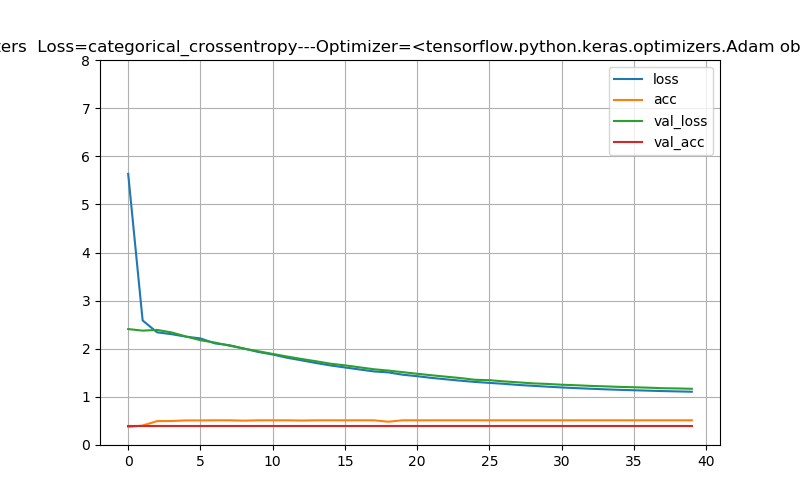 ters Loss=categorical_crossentropy---Optimizer=<tensorflow.python.keras.optimizers.Adam ob
8
7
6
5
4
3
2
1
0
loss
acc
val_loss
val_acc
0 5 10 15 20 25 30 35 40